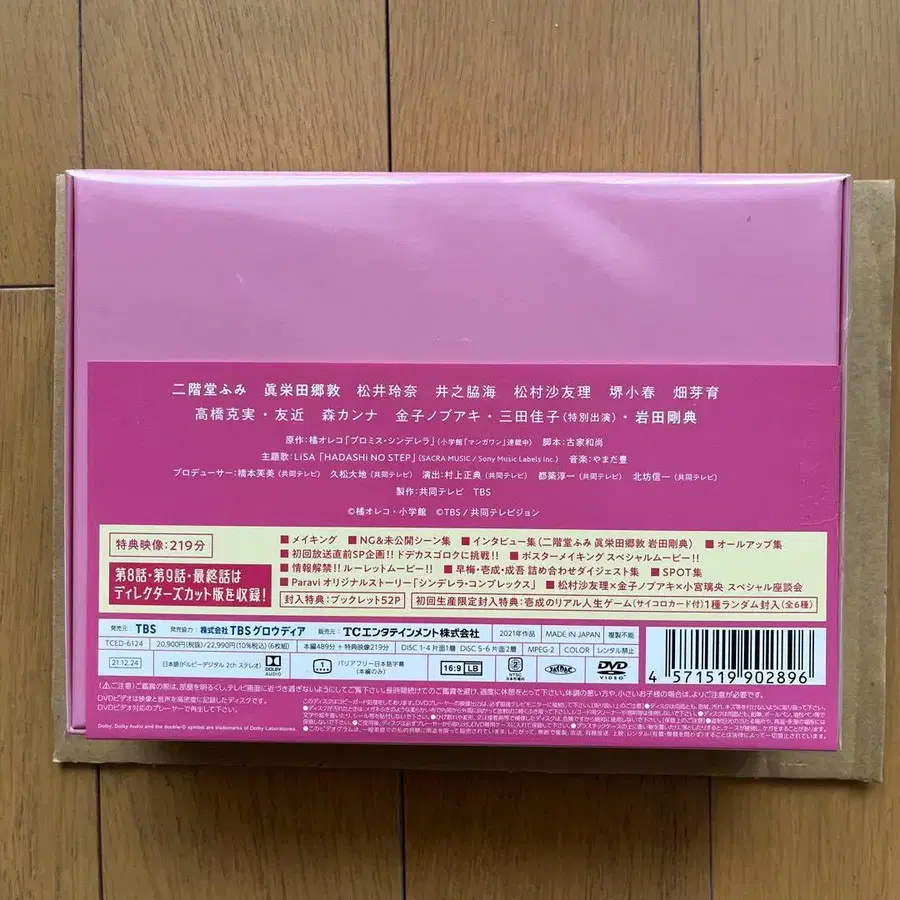 二階堂ふみ 眞栄田郷敦 松井玲奈 井之脇海 松村沙友理 堺小春 畑芽育
高橋克実・友近 森カンナ 金子ノブアキ・三田佳子(特別出演)・岩田剛典
原作:橘オレコ「プロミス・シンデレラ」(小学館「マンガワン」連載中) 脚本:古家和尚
主題歌:LiSA「HADASHi NO STEP」(SACRA MUSIC / Sony Music Labels Inc.) 音楽:やまだ豊
プロデューサー:橋本芙美(共同テレビ) 久松大地(共同テレビ) 演出:村上正典(共同テレビ) 都築淳一(共同テレビ) 北坊信一(共同テレビ)
製作:共同テレビ TBS
©橘オレコ・小学館 ©TBS/共同テレビジョン
特典映像:219分
■メイキング ■NG&未公開シーン集 ■インタビュー集(二階堂ふみ 眞栄田郷敦 岩田剛典) ■オールアップ集
■初回放送直前SP企画!!ドデカスゴロクに挑戦!! ■ポスターメイキング スペシャルムービー!!
■情報解禁!!ルーレットムービー!! ■早梅・壱成・成吾 詰め合わせダイジェスト集 ■SPOT集
■Paravi オリジナルストーリー「シンデレラ・コンプレックス」 ■松村沙友理×金子ノブアキ×小宮璃央 スペシャル座談会
第8話・第9話・最終話は
ディレクターズカット版を収録!
封入特典:ブックレット52P
初回生産限定封入特典:壱成のリアル人生ゲーム(サイコロカード付)1種ランダム封入(全6種)
発売元:TBS 発売協力:株式会社TBSグロウディア 販売元:TCエンタテインメント株式会社 2021年作品 MADE IN JAPAN 複製不能
TCED-6124 20,900円(税抜)/22,990円(10%税込)(6枚組) 本編489分+特典映像219分 DISC 1-4 片面1層 DISC 5-6 片面2層 MPEG-2 COLOR レンタル禁止
21.12.24 日本語(ドルビーデジタル 2ch ステレオ) DOLBY AUDIO 1 バリアフリー日本語字幕(本編のみ) 16:9 LB 2 NTSC 日本市場向 DVD VIDEO
4 571519 902896
Dolby, Dolby Audio and the double-D symbol are trademarks of Dolby Laboratories.